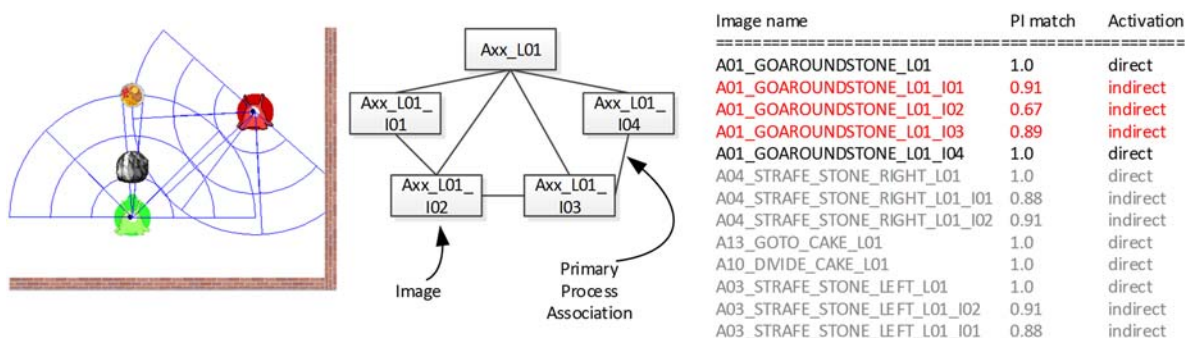 Axx_L01
Axx_L01_
I01
Axx_L01_
I04
Axx_L01_
I02
Axx_L01_
I03
Image
Primary
Process
Association
Image name PI match Activation
==================================================
A01_GOAROUNDSTONE_L01 1.0 direct
A01_GOAROUNDSTONE_L01_I01 0.91 indirect
A01_GOAROUNDSTONE_L01_I02 0.67 indirect
A01_GOAROUNDSTONE_L01_I03 0.89 indirect
A01_GOAROUNDSTONE_L01_I04 1.0 direct
A04_STRAFE_STONE_RIGHT_L01 1.0 direct
A04_STRAFE_STONE_RIGHT_L01_I01 0.88 indirect
A04_STRAFE_STONE_RIGHT_L01_I02 0.91 indirect
A13_GOTO_CAKE_L01 1.0 direct
A10_DIVIDE_CAKE_L01 1.0 direct
A03_STRAFE_STONE_LEFT_L01 1.0 direct
A03_STRAFE_STONE_LEFT_L01_I02 0.91 indirect
A03_STRAFE_STONE_LEFT_L01_I01 0.88 indirect